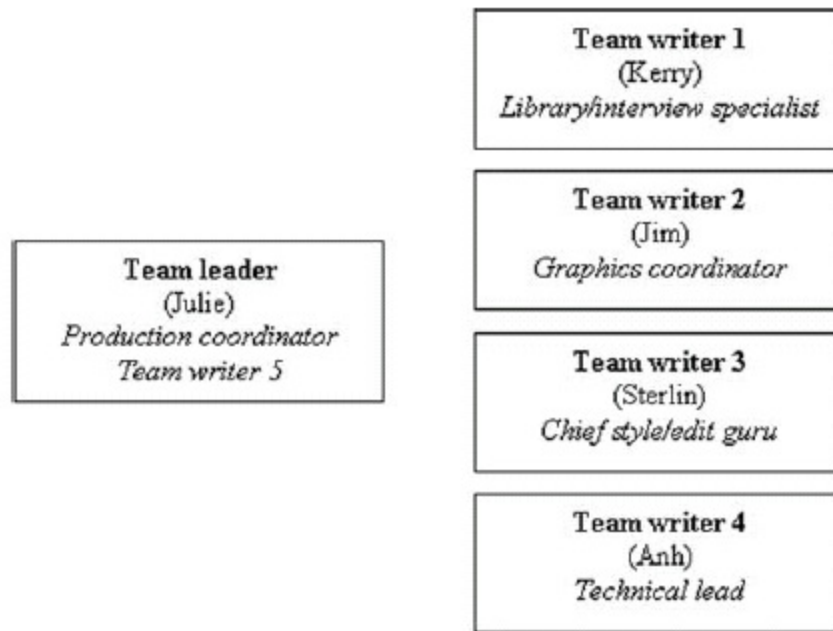 Team leader
(Julie)
Production coordinator
Team writer 5
Team writer 1
(Kerry)
Library/interview specialist
Team writer 2
(Jim)
Graphics coordinator
Team writer 3
(Sterlin)
Chief style/edit guru
Team writer 4
(Anh)
Technical lead